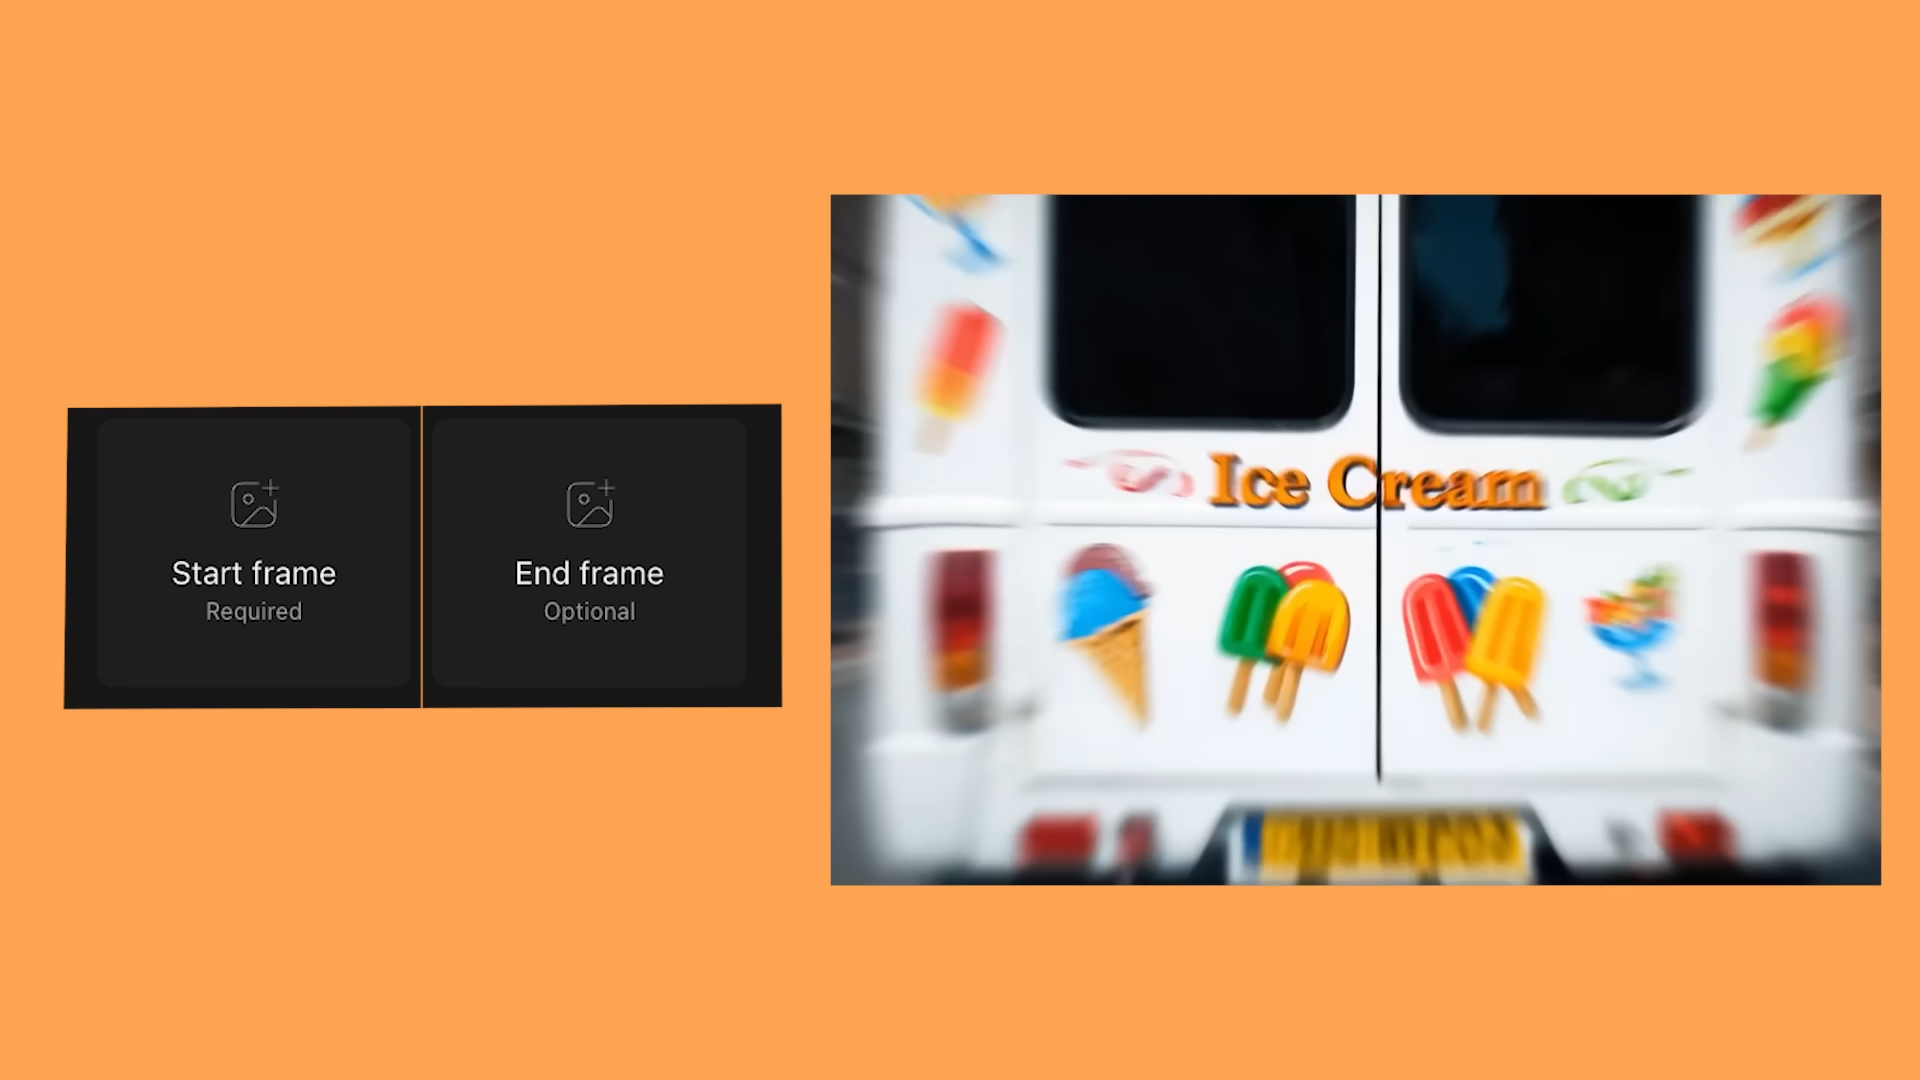 Start frame
Required
End frame
Optional
Ice Cream